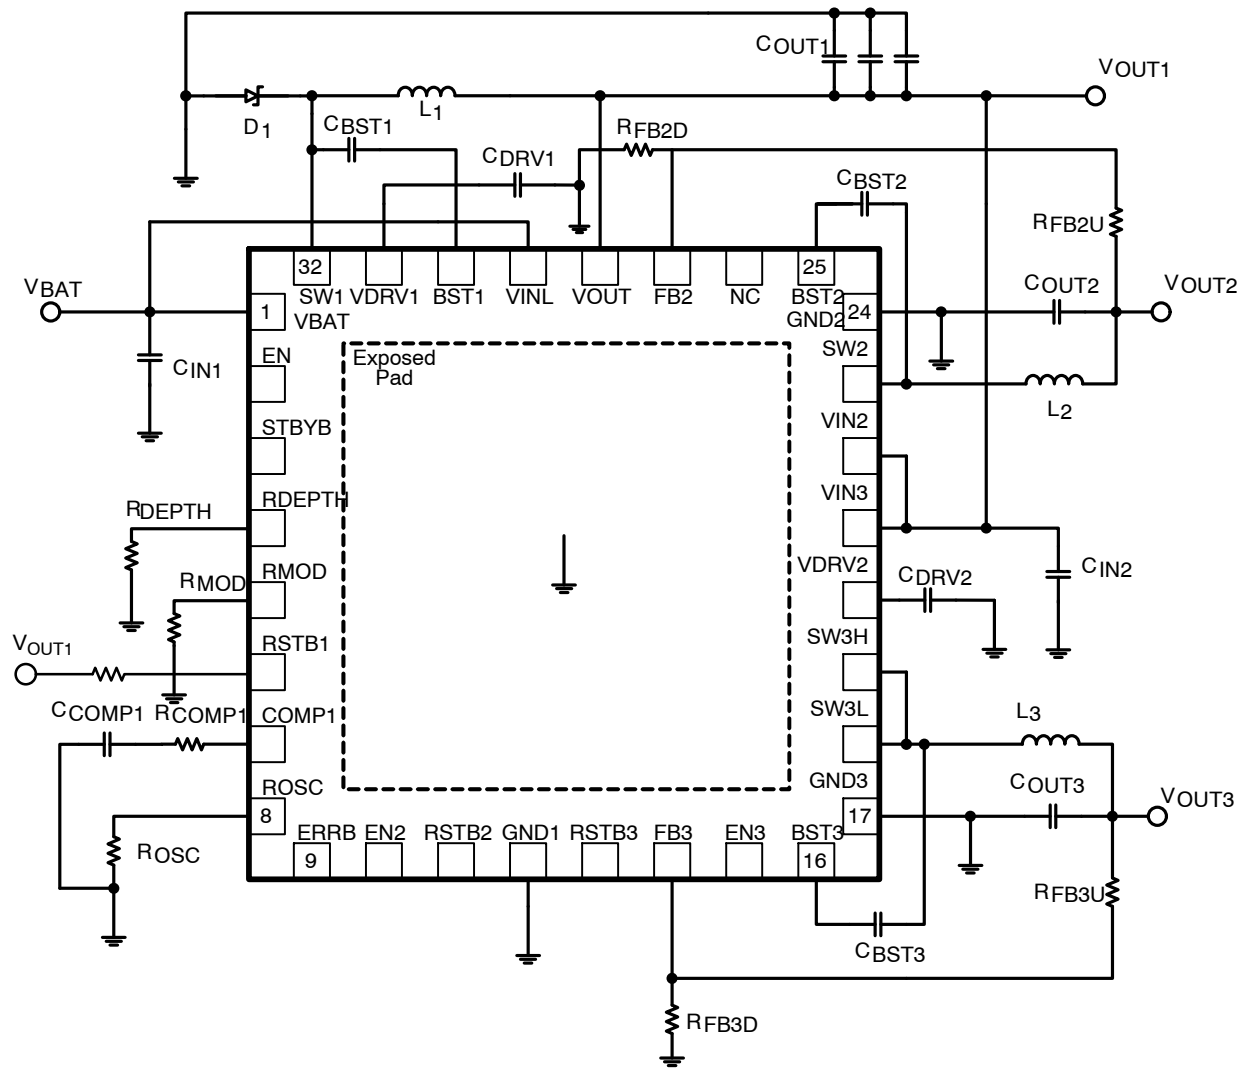 COUT1
VOUT1
D1
L1
CBST1
RFB2D
CDRV1
CBST2
RFB2U
VBAT
COUT2
VOUT2
32
25
SW1
VDRV1
BST1
VINL
VOUT
FB2
NC
BST2
1
VBAT
GND2
24
CIN1
EN
Exposed
Pad
SW2
L2
STBYB
VIN2
RDEPTH
RDEPTH
VIN3
RMOD
RMOD
VDRV2
CDRV2
CIN2
VOUT1
RSTB1
SW3H
CCOMP1
RCOMP1
COMP1
SW3L
L3
ROSC
GND3
COUT3
VOUT3
8
17
ERRB
EN2
RSTB2
GND1
RSTB3
FB3
EN3
BST3
9
16
ROSC
RFB3U
CBST3
RFB3D